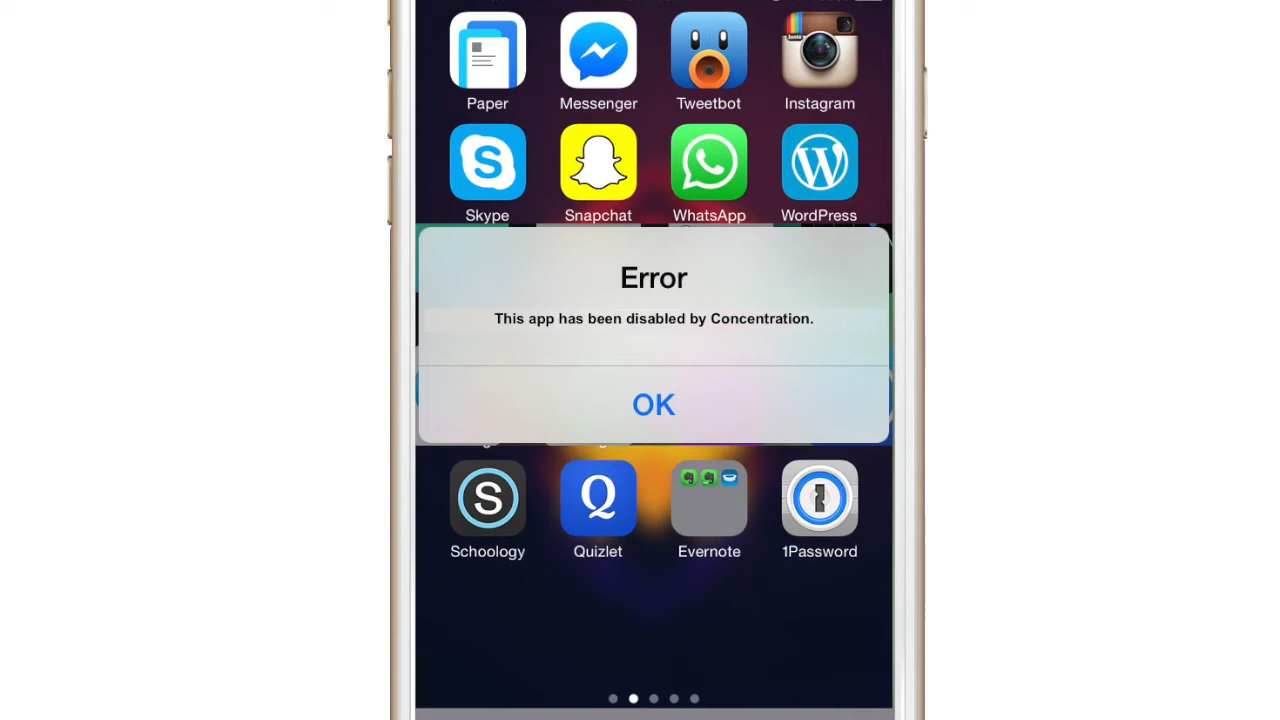 Paper Messenger Tweetbot Instagram
Skype Snapchat WhatsApp WordPress
Error
This app has been disabled by Concentration.
OK
Schoology Quizlet Evernote 1Password